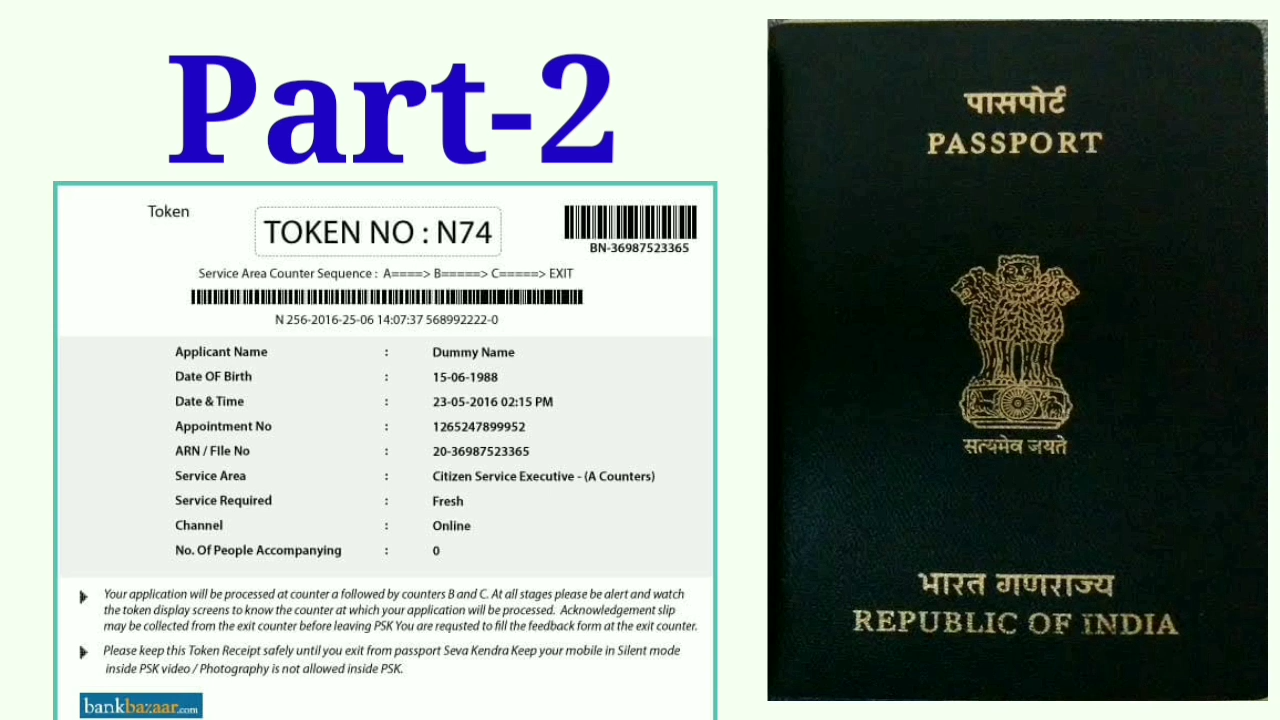 Part-2
Token
TOKEN NO : N74
BN-36987523365
Service Area Counter Sequence : A====> B=====> C=====> EXIT
N 256-2016-25-06 14:07:37 568992222-0
Applicant Name : Dummy Name
Date OF Birth : 15-06-1988
Date & Time : 23-05-2016 02:15 PM
Appointment No : 1265247899952
ARN / FIle No : 20-36987523365
Service Area : Citizen Service Executive - (A Counters)
Service Required : Fresh
Channel : Online
No. Of People Accompanying : 0
Your application will be processed at counter a followed by counters B and C. At all stages please be alert and watch
the token display screens to know the counter at which your application will be processed. Acknowledgement slip
may be collected from the exit counter before leaving PSK You are requsted to fill the feedback form at the exit counter.
Please keep this Token Receipt safely until you exit from passport Seva Kendra Keep your mobile in Silent mode
inside PSK video / Photography is not allowed inside PSK.
bankbazaar.com
पासपोर्ट
PASSPORT
सत्यमेव जयते
भारत गणराज्य
REPUBLIC OF INDIA